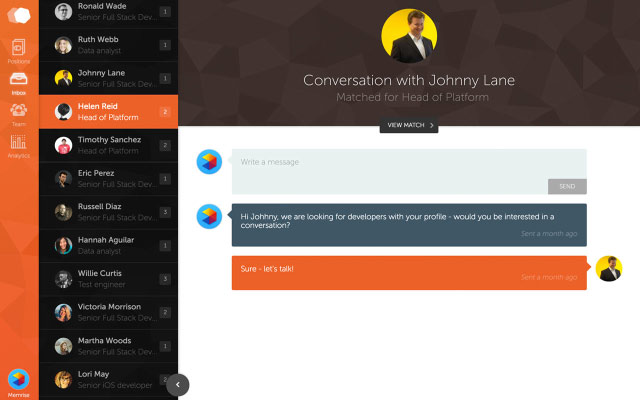 Positions
Inbox
Team
Analytics
Memrise
Ronald Wade
Senior Full Stack Dev... 1
Ruth Webb
Data analyst 1
Johnny Lane
Senior Full Stack Dev... 1
Helen Reid
Head of Platform 2
Timothy Sanchez
Head of Platform 2
Eric Perez
Senior Full Stack Dev... 1
Russell Diaz
Senior Full Stack Dev... 3
Hannah Aguilar
Data analyst 1
Willie Curtis
Test engineer 3
Victoria Morrison
Senior Full Stack Dev... 2
Martha Woods
Senior Full Stack Dev... 1
Lori May
Senior iOS developer 2
Conversation with Johnny Lane
Matched for Head of Platform
VIEW MATCH
Write a message
SEND
Hi Johhny, we are looking for developers with your profile - would you be interested in a
conversation?
Sent a month ago
Sure - let's talk!
Sent a month ago